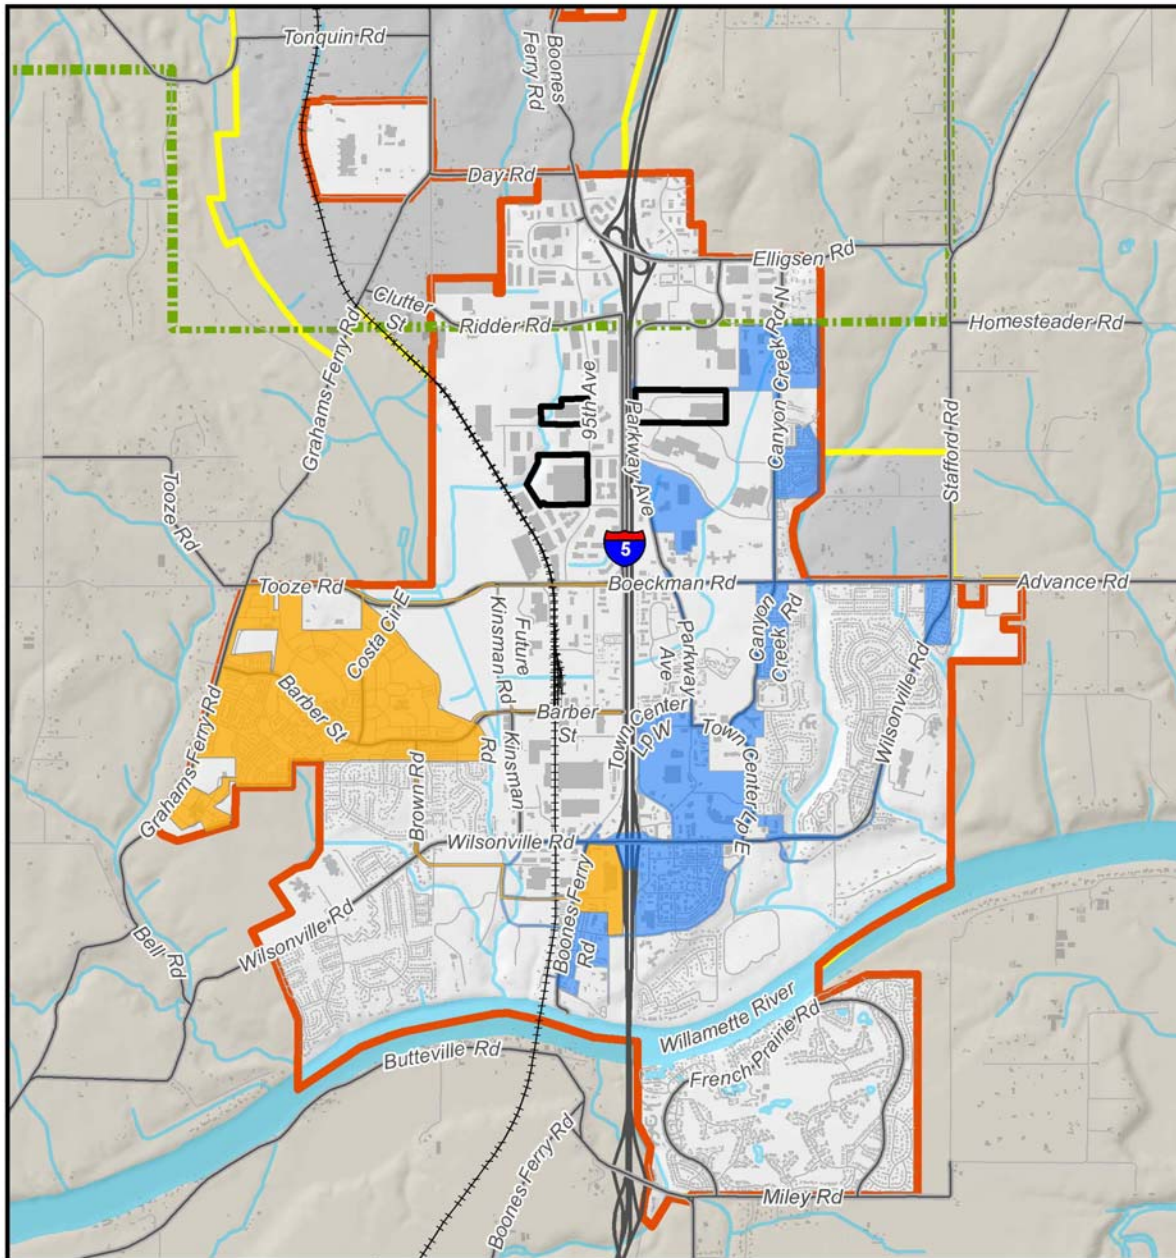 Tonquin Rd
Boones
Ferry Rd
Day Rd
Elligsen Rd
Clutter
St
Ridder Rd
Homesteader Rd
Grahams Ferry Rd
Canyon Creek Rd N
95th Ave
Parkway Ave
Stafford Rd
Tooze Rd
5
Tooze Rd
Boeckman Rd
Advance Rd
Costa Cir E
Kinsman Rd
Future
Parkway
Ave
Canyon
Creek Rd
Barber St
Grahams Ferry Rd
Barber
St
Town Center
Lp W
Town Center Lp E
Wilsonville Rd
Kinsman
Rd
Brown Rd
Wilsonville Rd
Boones Ferry
Rd
Wilsonville Rd
Bell
Rd
Willamette River
Butteville Rd
French Prairie Rd
Boones Ferry Rd
Miley Rd